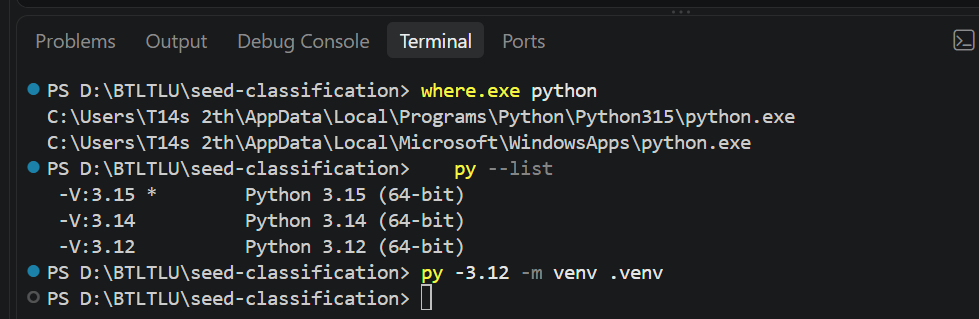 Problems Output Debug Console Terminal Ports
PS D:\BTLTLU\seed-classification> where.exe python
C:\Users\T14s 2th\AppData\Local\Programs\Python\Python315\python.exe
C:\Users\T14s 2th\AppData\Local\Microsoft\WindowsApps\python.exe
PS D:\BTLTLU\seed-classification>    py --list
 -V:3.15 *        Python 3.15 (64-bit)
 -V:3.14          Python 3.14 (64-bit)
 -V:3.12          Python 3.12 (64-bit)
PS D:\BTLTLU\seed-classification> py -3.12 -m venv .venv
PS D:\BTLTLU\seed-classification>